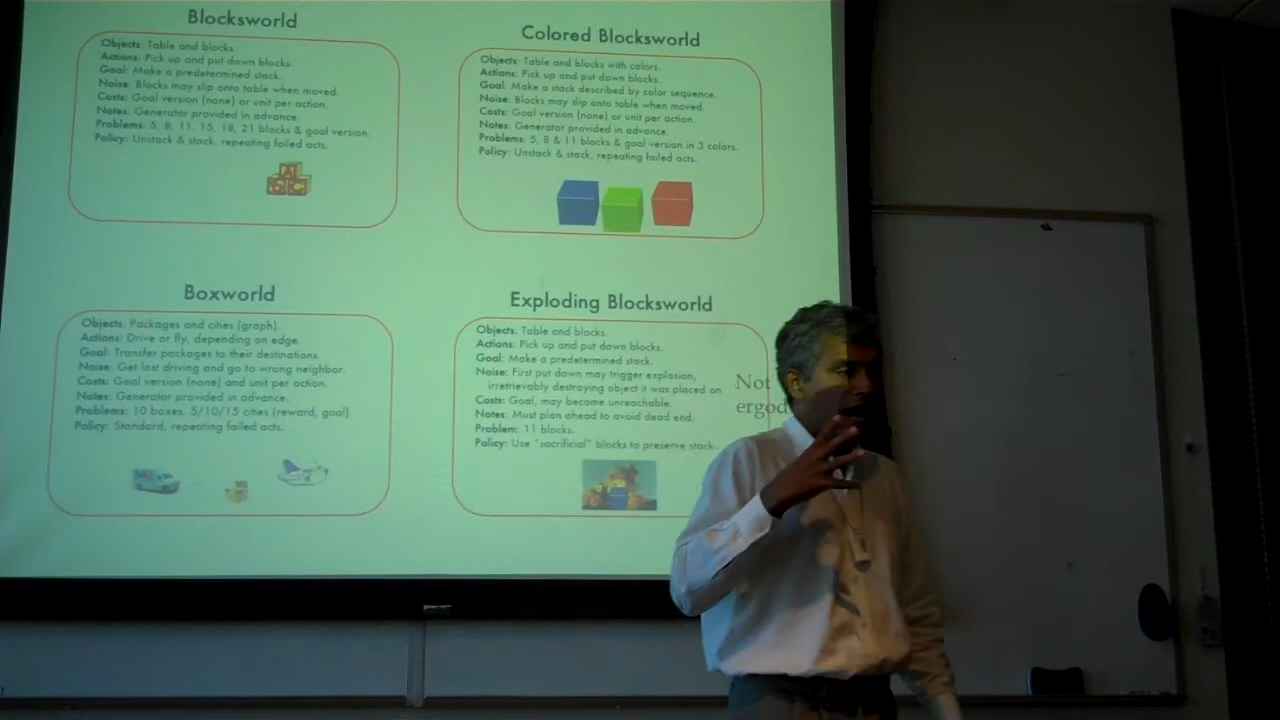 Blocksworld
Objects: Table and blocks.
Actions: Pick up and put down blocks.
Goal: Make a predetermined stack.
Noise: Blocks may slip onto table when moved.
Costs: Goal version (none) or unit per action.
Notes: Generator provided in advance.
Problems: 5, 8, 11, 15, 18, 21 blocks & goal version.
Policy: Unstack & stack, repeating failed acts.
Colored Blocksworld
Objects: Table and blocks with colors.
Actions: Pick up and put down blocks.
Goal: Make a stack described by color sequence.
Noise: Blocks may slip onto table when moved.
Costs: Goal version (none) or unit per action.
Notes: Generator provided in advance.
Problems: 5, 8 & 11 blocks & goal version in 3 colors.
Policy: Unstack & stack, repeating failed acts.
Boxworld
Objects: Packages and cities (graph).
Actions: Drive or fly, depending on edge.
Goal: Transfer packages to their destinations.
Noise: Get lost driving and go to wrong neighbor.
Costs: Goal version (none) and unit per action.
Notes: Generator provided in advance.
Problems: 10 boxes, 5/10/15 cities (reward, goal).
Policy: Standard, repeating failed acts.
Exploding Blocksworld
Objects: Table and blocks.
Actions: Pick up and put down blocks.
Goal: Make a predetermined stack.
Noise: First put down may trigger explosion,
irretrievably destroying object it was placed on
Costs: Goal, may become unreachable.
Notes: Must plan ahead to avoid dead end.
Problem: 11 blocks.
Policy: Use "sacrificial" blocks to preserve stack.
Not
ergod